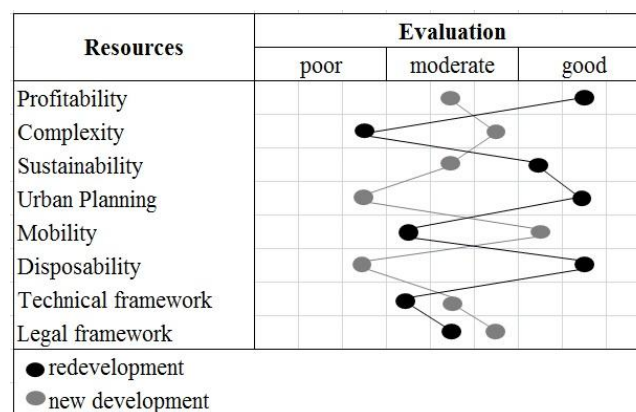 Resources
Evaluation
poor moderate good
Profitability
Complexity
Sustainability
Urban Planning
Mobility
Disposability
Technical framework
Legal framework
redevelopment
new development